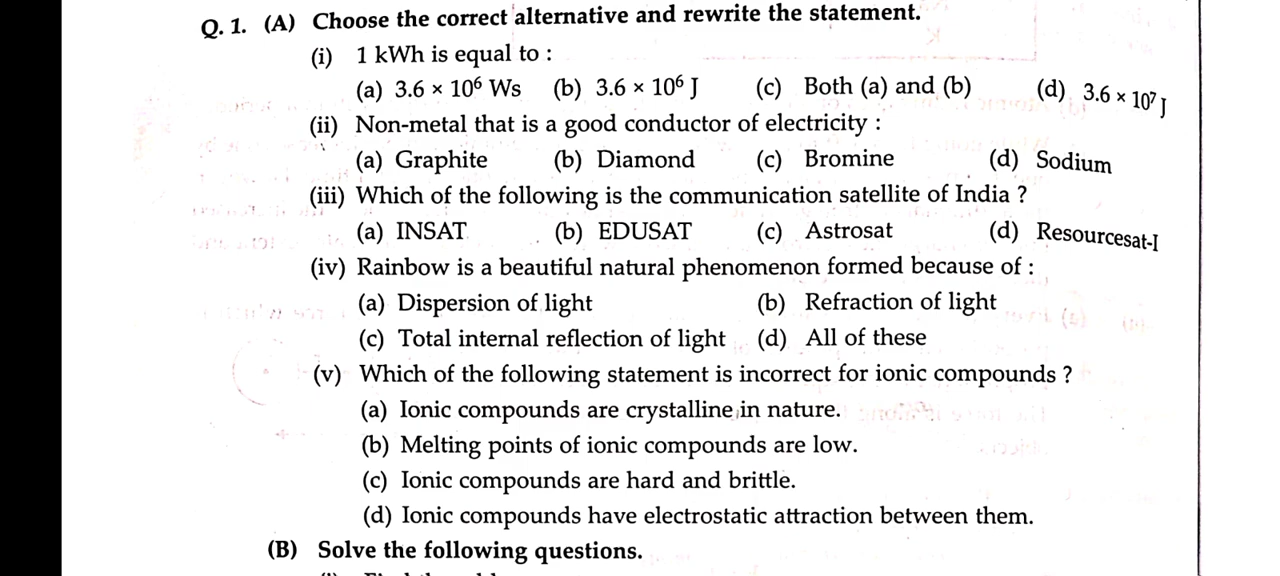 Q. 1. (A) Choose the correct alternative and rewrite the statement.
(i) 1 kWh is equal to :
(a) 3.6 × 10⁶ Ws (b) 3.6 × 10⁶ J (c) Both (a) and (b) (d) 3.6 × 10⁷ J
(ii) Non-metal that is a good conductor of electricity :
(a) Graphite (b) Diamond (c) Bromine (d) Sodium
(iii) Which of the following is the communication satellite of India ?
(a) INSAT (b) EDUSAT (c) Astrosat (d) Resourcesat-I
(iv) Rainbow is a beautiful natural phenomenon formed because of :
(a) Dispersion of light (b) Refraction of light
(c) Total internal reflection of light (d) All of these
(v) Which of the following statement is incorrect for ionic compounds ?
(a) Ionic compounds are crystalline in nature.
(b) Melting points of ionic compounds are low.
(c) Ionic compounds are hard and brittle.
(d) Ionic compounds have electrostatic attraction between them.
(B) Solve the following questions.